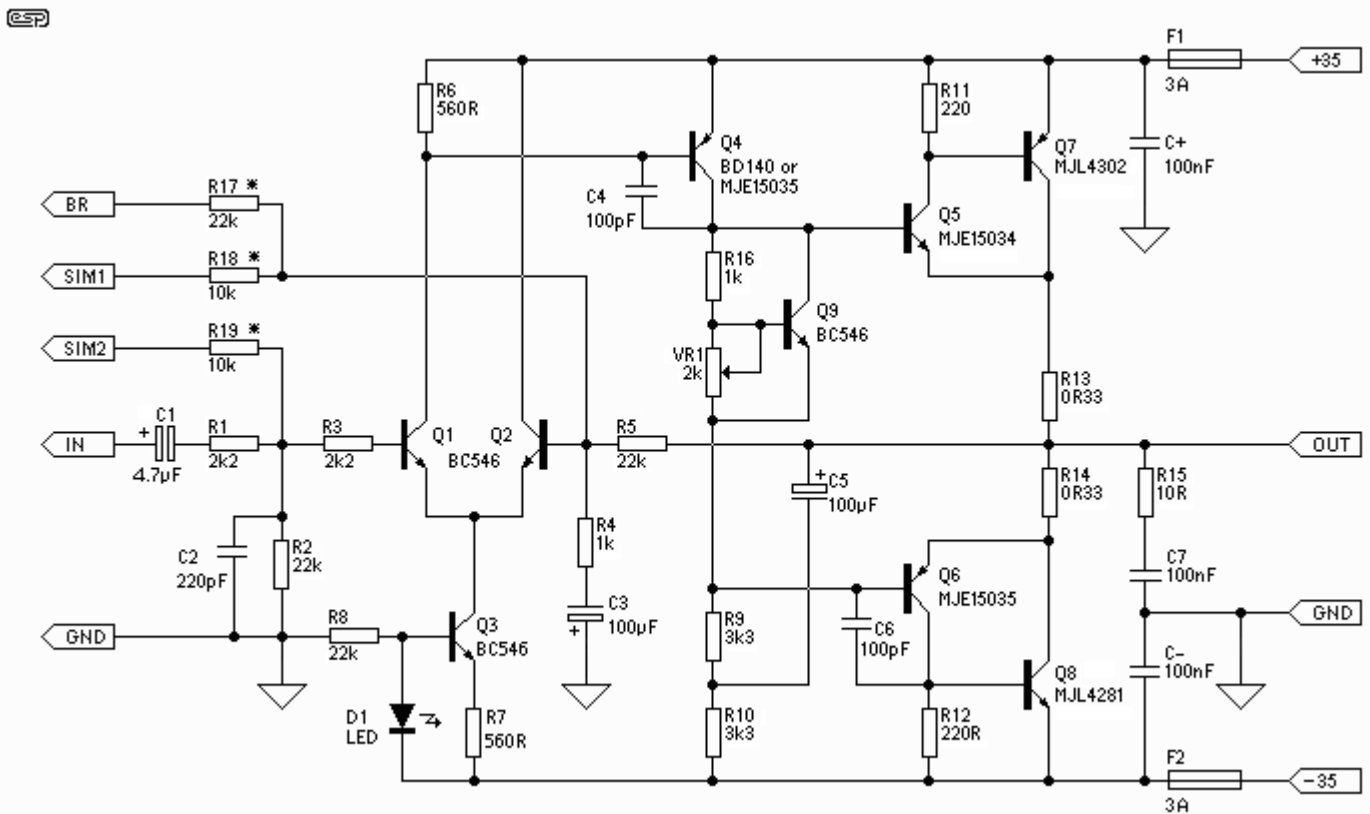 esp
F1
+35
3A
R6
560R
R11
220
Q4
BD140 or
MJE15035
Q7
MJL4302
C+
100nF
BR
R17 *
22k
C4
100pF
Q5
MJE15034
SIM1
R18 *
10k
R16
1k
Q9
BC546
SIM2
R19 *
10k
VR1
2k
R13
0R33
IN
C1
+
4.7µF
R1
2k2
R3
2k2
Q1
Q2
BC546
R5
22k
OUT
+
C5
100µF
R14
0R33
R15
10R
R4
1k
C2
220pF
R2
22k
Q6
MJE15035
C7
100nF
C3
100µF
+
R9
3k3
C6
100pF
GND
GND
R8
22k
Q3
BC546
Q8
MJL4281
C-
100nF
D1
LED
R7
560R
R10
3k3
R12
220R
F2
-35
3A